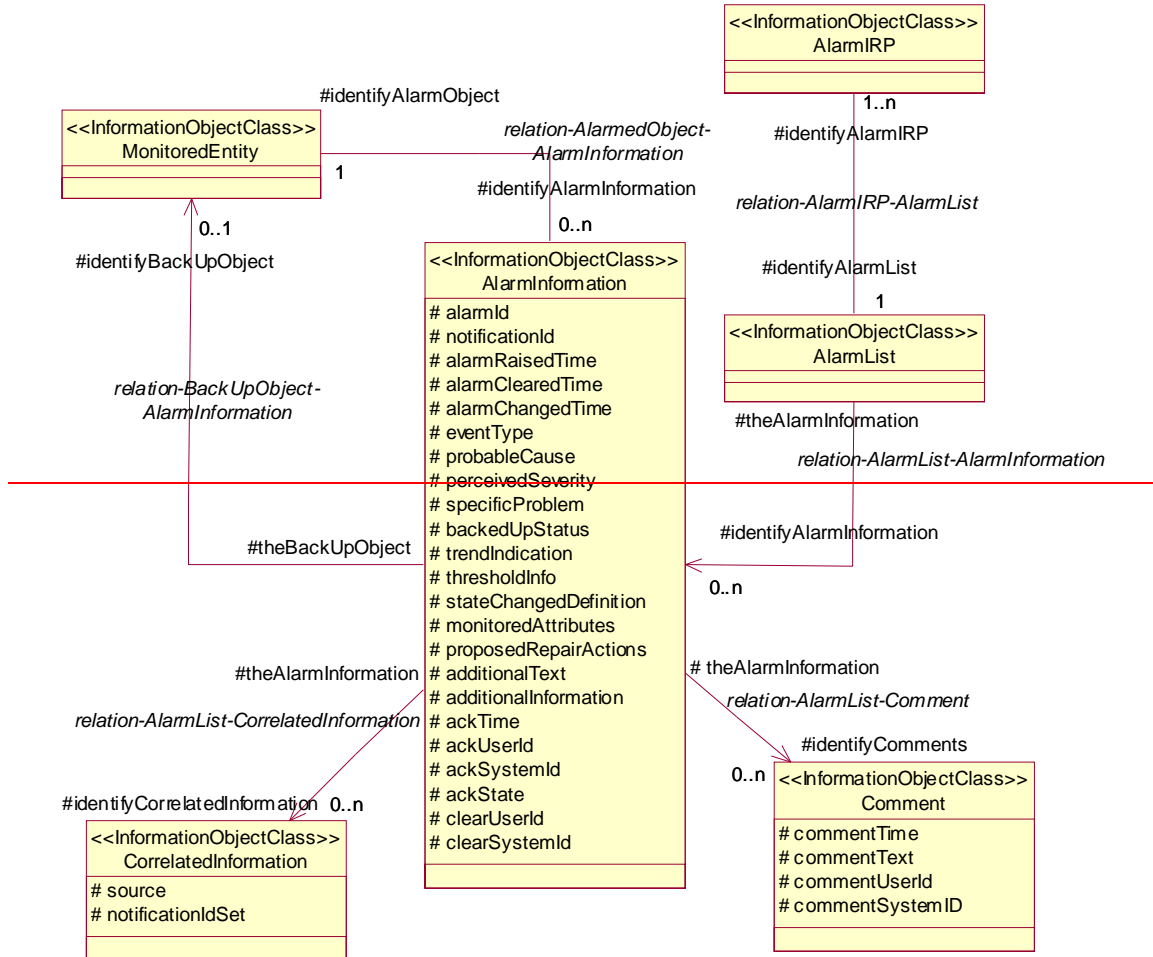 <<InformationObjectClass>>
AlarmIRP
1..n
#identifyAlarmIRP
relation-AlarmIRP-AlarmList
#identifyAlarmList
1
<<InformationObjectClass>>
AlarmList
#theAlarmInformation
relation-AlarmList-AlarmInformation
#identifyAlarmInformation
0..n
#identifyAlarmObject
<<InformationObjectClass>>
MonitoredEntity
1
relation-AlarmedObject-
AlarmInformation
#identifyAlarmInformation
0..n
0..1
#identifyBackUpObject
relation-BackUpObject-
AlarmInformation
#theBackUpObject
<<InformationObjectClass>>
AlarmInformation
# alarmId
# notificationId
# alarmRaisedTime
# alarmClearedTime
# alarmChangedTime
# eventType
# probableCause
# perceivedSeverity
# specificProblem
# backedUpStatus
# trendIndication
# thresholdInfo
# stateChangedDefinition
# monitoredAttributes
# proposedRepairActions
# additionalText
# additionalInformation
# ackTime
# ackUserId
# ackSystemId
# ackState
# clearUserId
# clearSystemId
#theAlarmInformation
relation-AlarmList-CorrelatedInformation
#identifyCorrelatedInformation
0..n
<<InformationObjectClass>>
CorrelatedInformation
# source
# notificationIdSet
# theAlarmInformation
relation-AlarmList-Comment
#identifyComments
0..n
<<InformationObjectClass>>
Comment
# commentTime
# commentText
# commentUserId
# commentSystemID